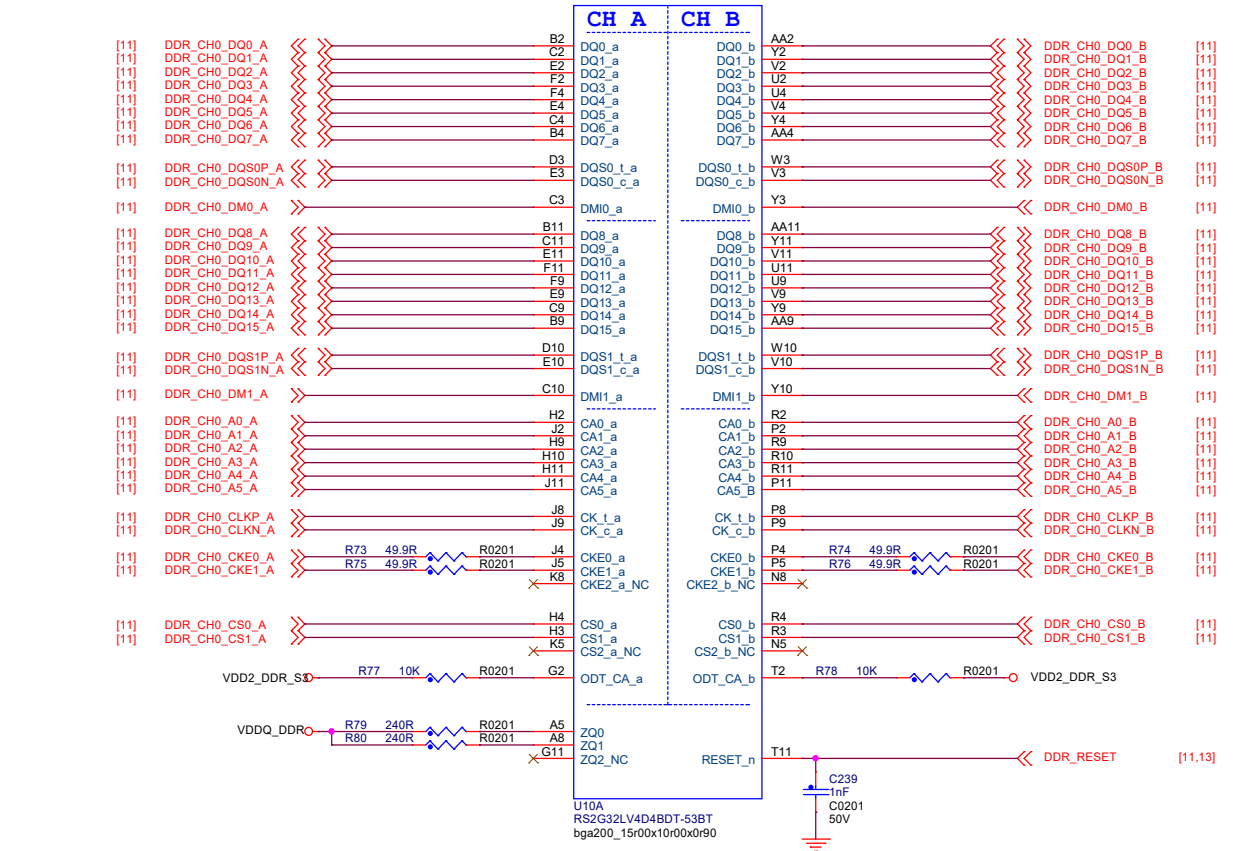 CH A CH B
[11] DDR_CH0_DQ0_A B2 DQ0_a DQ0_b AA2 DDR_CH0_DQ0_B [11]
[11] DDR_CH0_DQ1_A C2 DQ1_a DQ1_b Y2 DDR_CH0_DQ1_B [11]
[11] DDR_CH0_DQ2_A E2 DQ2_a DQ2_b V2 DDR_CH0_DQ2_B [11]
[11] DDR_CH0_DQ3_A F2 DQ3_a DQ3_b U2 DDR_CH0_DQ3_B [11]
[11] DDR_CH0_DQ4_A F4 DQ4_a DQ4_b U4 DDR_CH0_DQ4_B [11]
[11] DDR_CH0_DQ5_A E4 DQ5_a DQ5_b V4 DDR_CH0_DQ5_B [11]
[11] DDR_CH0_DQ6_A C4 DQ6_a DQ6_b Y4 DDR_CH0_DQ6_B [11]
[11] DDR_CH0_DQ7_A B4 DQ7_a DQ7_b AA4 DDR_CH0_DQ7_B [11]
[11] DDR_CH0_DQS0P_A D3 DQS0_t_a DQS0_t_b W3 DDR_CH0_DQS0P_B [11]
[11] DDR_CH0_DQS0N_A E3 DQS0_c_a DQS0_c_b V3 DDR_CH0_DQS0N_B [11]
[11] DDR_CH0_DM0_A C3 DMI0_a DMI0_b Y3 DDR_CH0_DM0_B [11]
[11] DDR_CH0_DQ8_A B11 DQ8_a DQ8_b AA11 DDR_CH0_DQ8_B [11]
[11] DDR_CH0_DQ9_A C11 DQ9_a DQ9_b Y11 DDR_CH0_DQ9_B [11]
[11] DDR_CH0_DQ10_A E11 DQ10_a DQ10_b V11 DDR_CH0_DQ10_B [11]
[11] DDR_CH0_DQ11_A F11 DQ11_a DQ11_b U11 DDR_CH0_DQ11_B [11]
[11] DDR_CH0_DQ12_A F9 DQ12_a DQ12_b U9 DDR_CH0_DQ12_B [11]
[11] DDR_CH0_DQ13_A E9 DQ13_a DQ13_b V9 DDR_CH0_DQ13_B [11]
[11] DDR_CH0_DQ14_A C9 DQ14_a DQ14_b Y9 DDR_CH0_DQ14_B [11]
[11] DDR_CH0_DQ15_A B9 DQ15_a DQ15_b AA9 DDR_CH0_DQ15_B [11]
[11] DDR_CH0_DQS1P_A D10 DQS1_t_a DQS1_t_b W10 DDR_CH0_DQS1P_B [11]
[11] DDR_CH0_DQS1N_A E10 DQS1_c_a DQS1_c_b V10 DDR_CH0_DQS1N_B [11]
[11] DDR_CH0_DM1_A C10 DMI1_a DMI1_b Y10 DDR_CH0_DM1_B [11]
[11] DDR_CH0_A0_A H2 CA0_a CA0_b R2 DDR_CH0_A0_B [11]
[11] DDR_CH0_A1_A J2 CA1_a CA1_b P2 DDR_CH0_A1_B [11]
[11] DDR_CH0_A2_A H9 CA2_a CA2_b R9 DDR_CH0_A2_B [11]
[11] DDR_CH0_A3_A H10 CA3_a CA3_b R10 DDR_CH0_A3_B [11]
[11] DDR_CH0_A4_A H11 CA4_a CA4_b R11 DDR_CH0_A4_B [11]
[11] DDR_CH0_A5_A J11 CA5_a CA5_B P11 DDR_CH0_A5_B [11]
[11] DDR_CH0_CLKP_A J8 CK_t_a CK_t_b P8 DDR_CH0_CLKP_B [11]
[11] DDR_CH0_CLKN_A J9 CK_c_a CK_c_b P9 DDR_CH0_CLKN_B [11]
[11] DDR_CH0_CKE0_A R73 49.9R R0201 J4 CKE0_a CKE0_b P4 R74 49.9R R0201 DDR_CH0_CKE0_B [11]
[11] DDR_CH0_CKE1_A R75 49.9R R0201 J5 CKE1_a CKE1_b P5 R76 49.9R R0201 DDR_CH0_CKE1_B [11]
K8 CKE2_a_NC CKE2_b_NC N8
[11] DDR_CH0_CS0_A H4 CS0_a CS0_b R4 DDR_CH0_CS0_B [11]
[11] DDR_CH0_CS1_A H3 CS1_a CS1_b R3 DDR_CH0_CS1_B [11]
K5 CS2_a_NC CS2_b_NC N5
VDD2_DDR_S3 R77 10K R0201 G2 ODT_CA_a ODT_CA_b T2 R78 10K R0201 VDD2_DDR_S3
VDDQ_DDR R79 240R R0201 A5 ZQ0
R80 240R R0201 A8 ZQ1
G11 ZQ2_NC RESET_n T11 DDR_RESET [11,13]
C239
1nF
C0201
50V
U10A
RS2G32LV4D4BDT-53BT
bga200_15r00x10r00x0r90